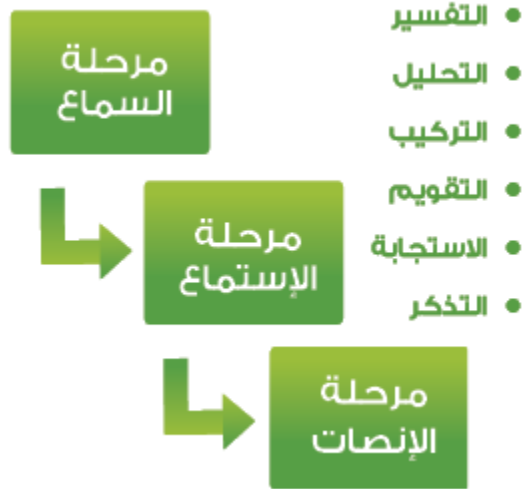 مرحلة
السماع
مرحلة
الإستماع
مرحلة
الإنصات
• التفسير
• التحليل
• التركيب
• التقويم
• الاستجابة
• التذكر